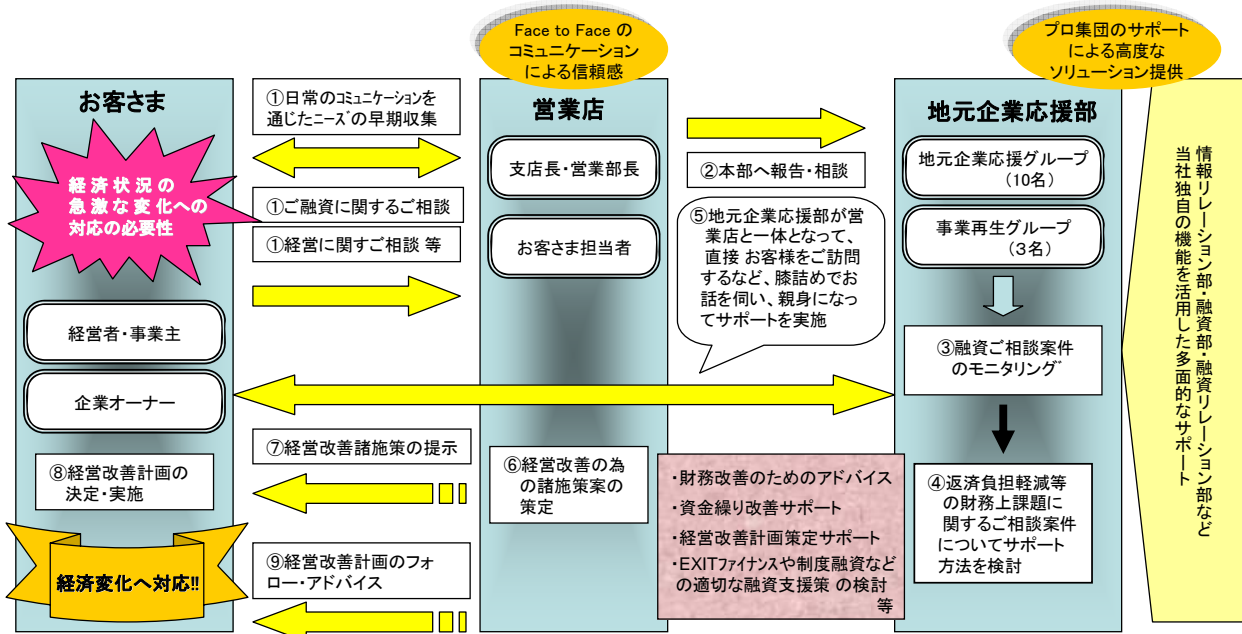 Face to Face の
コミュニケーション
による信頼感
プロ集団のサポート
による高度な
ソリューション提供
お客さま
経済状況の
急激な変化への
対応の必要性
経営者・事業主
企業オーナー
⑧経営改善計画の
決定・実施
経済変化へ対応!!
①日常のコミュニケーションを
通じたニーズの早期収集
①ご融資に関するご相談
①経営に関すご相談 等
⑦経営改善諸施策の提示
⑨経営改善計画のフォ
ロー・アドバイス
営業店
支店長・営業部長
お客さま担当者
⑥経営改善の為
の諸施策案の
策定
②本部へ報告・相談
⑤地元企業応援部が営
業店と一体となって、
直接 お客様をご訪問
するなど、膝詰めでお
話を伺い、親身になっ
てサポートを実施
・財務改善のためのアドバイス
・資金繰り改善サポート
・経営改善計画策定サポート
・EXITファイナンスや制度融資など
の適切な融資支援策 の検討
等
地元企業応援部
地元企業応援グループ
（10名）
事業再生グループ
（3名）
③融資ご相談案件
のモニタリング
④返済負担軽減等
の財務上課題に
関するご相談案件
についてサポート
方法を検討
情報リレーション部・融資部・融資リレーション部など
当社独自の機能を活用した多面的なサポート